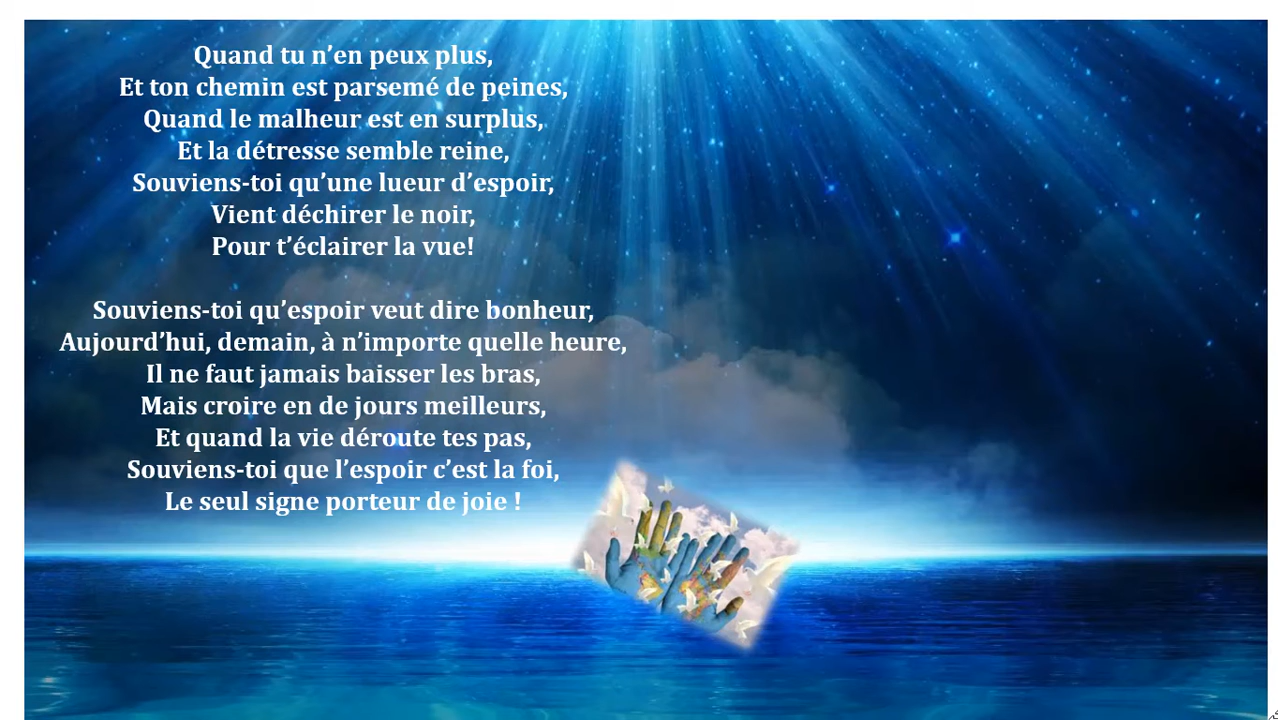 Quand tu n’en peux plus,
Et ton chemin est parsemé de peines,
Quand le malheur est en surplus,
Et la détresse semble reine,
Souviens-toi qu’une lueur d’espoir,
Vient déchirer le noir,
Pour t’éclairer la vue!
Souviens-toi qu’espoir veut dire bonheur,
Aujourd’hui, demain, à n’importe quelle heure,
Il ne faut jamais baisser les bras,
Mais croire en de jours meilleurs,
Et quand la vie déroute tes pas,
Souviens-toi que l’espoir c’est la foi,
Le seul signe porteur de joie !